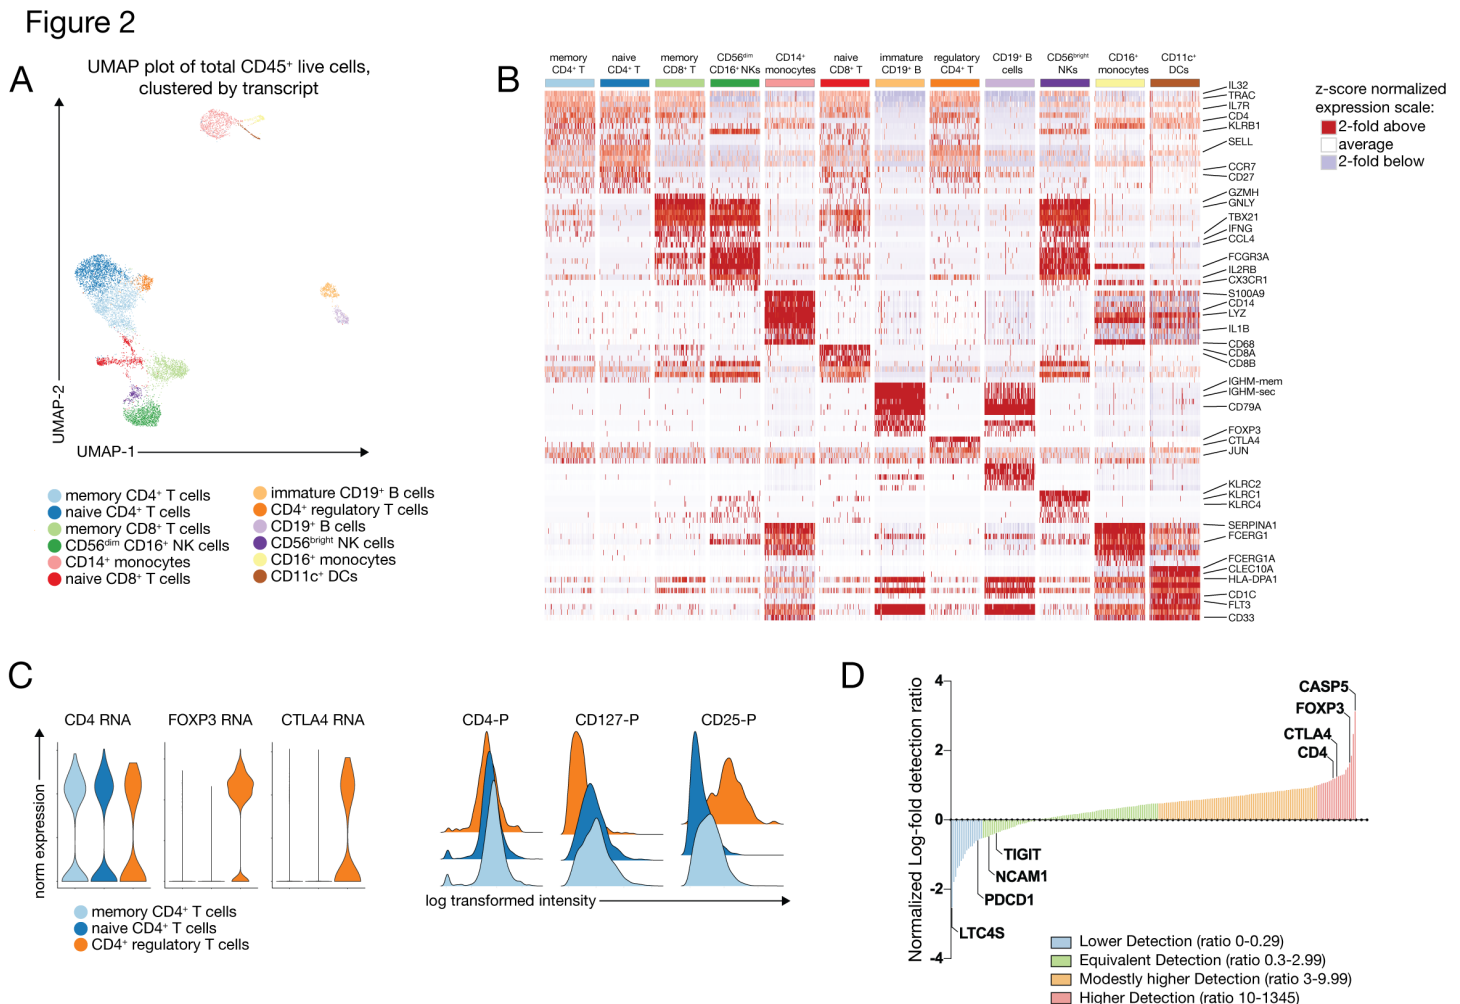 Figure 2
A
UMAP plot of total CD45+ live cells,
clustered by transcript
UMAP-2
UMAP-1
memory CD4+ T cells
naive CD4+ T cells
memory CD8+ T cells
CD56dim CD16+ NK cells
CD14+ monocytes
naive CD8+ T cells
immature CD19+ B cells
CD4+ regulatory T cells
CD19+ B cells
CD56bright NK cells
CD16+ monocytes
CD11c+ DCs
B
memory
CD4+ T
naive
CD4+ T
memory
CD8+ T
CD56dim
CD16+ NKs
CD14+
monocytes
naive
CD8+ T
immature
CD19+ B
regulatory
CD4+ T
CD19+ B
cells
CD56bright
NKs
CD16+
monocytes
CD11c+
DCs
IL32
TRAC
IL7R
CD4
KLRB1
SELL
CCR7
CD27
GZMH
GNLY
TBX21
IFNG
CCL4
FCGR3A
IL2RB
CX3CR1
S100A9
CD14
LYZ
IL1B
CD68
CD8A
CD8B
IGHM-mem
IGHM-sec
CD79A
FOXP3
CTLA4
JUN
KLRC2
KLRC1
KLRC4
SERPINA1
FCERG1
FCERG1A
CLEC10A
HLA-DPA1
CD1C
FLT3
CD33
z-score normalized
expression scale:
2-fold above
average
2-fold below
C
CD4 RNA
FOXP3 RNA
CTLA4 RNA
norm expression
memory CD4+ T cells
naive CD4+ T cells
CD4+ regulatory T cells
CD4-P
CD127-P
CD25-P
log transformed intensity
D
Normalized Log-fold detection ratio
4
2
0
-2
-4
CASP5
FOXP3
CTLA4
CD4
TIGIT
NCAM1
PDCD1
LTC4S
Lower Detection (ratio 0-0.29)
Equivalent Detection (ratio 0.3-2.99)
Modestly higher Detection (ratio 3-9.99)
Higher Detection (ratio 10-1345)